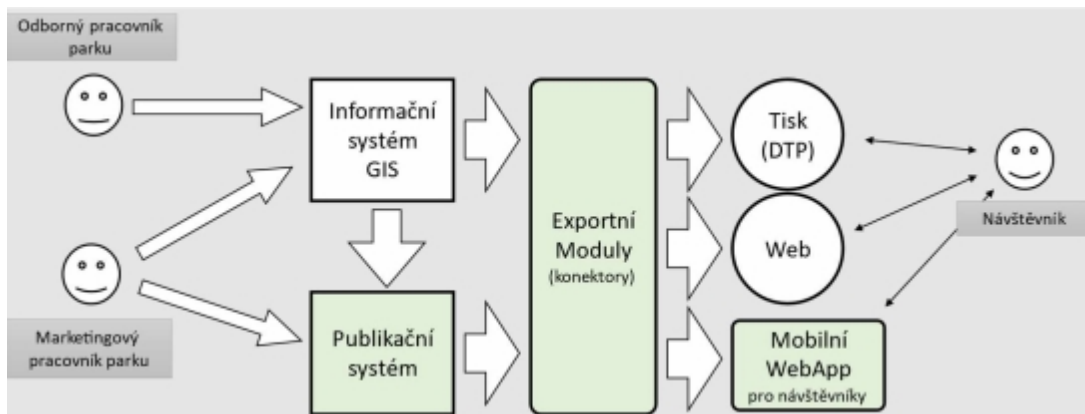 Odborný pracovník
parku
Informační
systém
GIS
Exportní
Moduly
(konektory)
Tisk
(DTP)
Návštěvník
Web
Marketingový
pracovník parku
Publikační
systém
Mobilní
WebApp
pro návštěvníky